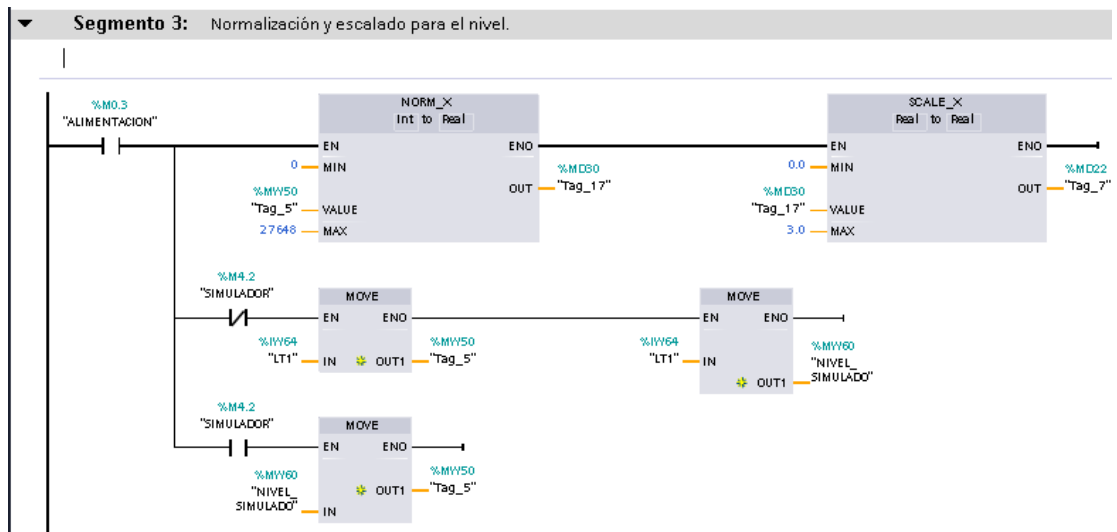 Segmento 3: Normalización y escalado para el nivel.
%M0.3
"ALIMENTACION"
NORM_X
Int to Real
EN ENO
0 MIN
%MD30
OUT "Tag_17"
%MW50
"Tag_5" VALUE
27648 MAX
SCALE_X
Real to Real
EN ENO
0.0 MIN
%MD22
OUT "Tag_7"
%MD30
"Tag_17" VALUE
3.0 MAX
%M4.2
"SIMULADOR"
MOVE
EN ENO
%IW64
"LT1" IN
%MW50
OUT1 "Tag_5"
MOVE
EN ENO
%IW64
"LT1" IN
%MW60
"NIVEL_
SIMULADO"
OUT1
%M4.2
"SIMULADOR"
MOVE
EN ENO
%MW50
OUT1 "Tag_5"
%MW60
"NIVEL_
SIMULADO"
IN